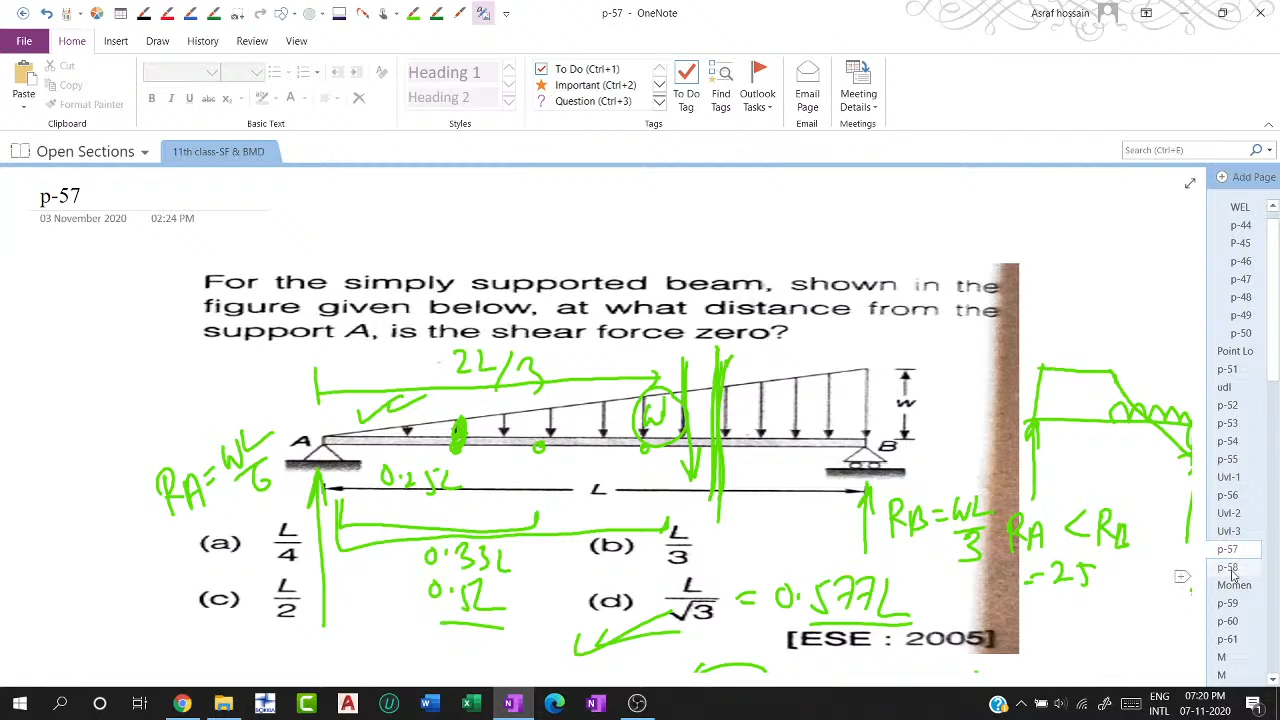 p-57 - OneNote
Asraf hossain
File Home Insert Draw History Review View
Paste
Cut
Copy
Format Painter
Clipboard
B I U abc x₂ A
Basic Text
Heading 1
Heading 2
Styles
To Do (Ctrl+1)
Important (Ctrl+2)
Question (Ctrl+3)
To Do Tag
Find Tags
Outlook Tasks
Tags
Email Page
Email
Meeting Details
Meetings
Open Sections
11th class-SF & BMD
Search (Ctrl+E)
p-57
03 November 2020 02:24 PM
For the simply supported beam, shown in the
figure given below, at what distance from the
support A, is the shear force zero?
2L/3
W
w
A
B
RA = WL/6
0.25L
L
RB = WL/3
RA < RB
= 25
(a) L/4
0.33L
(b) L/3
(c) L/2
0.5L
(d) L/√3 = 0.577L
[ESE : 2005]
Add Page
WEL
p-44
p-45
p-46
p-47
p-48
p-49
p-50
Point Lo
p-51
udl
p-52
p-53
p-54
p-55
Uvl-1
p-56
Uvl-2
Uvl-3
p-57
p-58
Momen
p-59
p-60
p-61
M
M
ENG
INTL
07:20 PM
07-11-2020